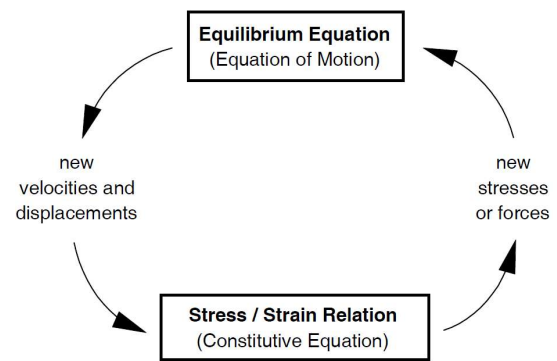 Equilibrium Equation
(Equation of Motion)
new
velocities and
displacements
new
stresses
or forces
Stress / Strain Relation
(Constitutive Equation)